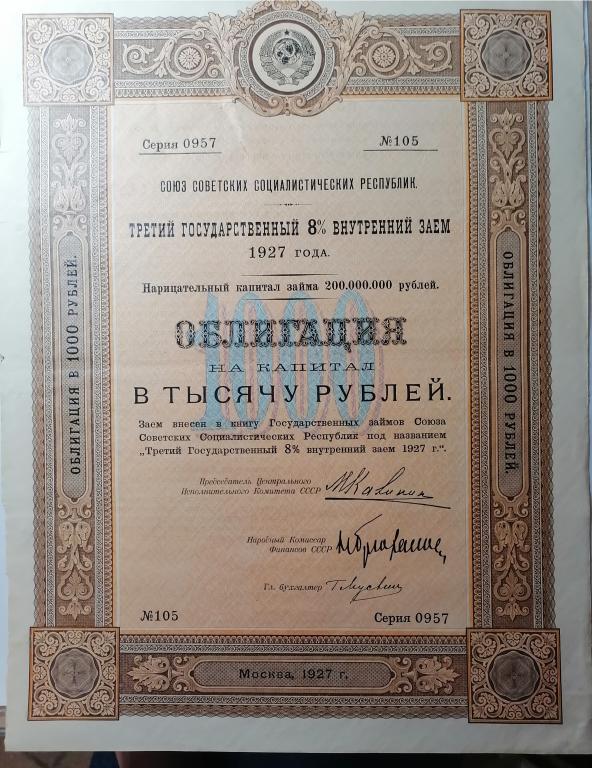 Серия 0957 №105
СОЮЗ СОВЕТСКИХ СОЦИАЛИСТИЧЕСКИХ РЕСПУБЛИК.
ТРЕТИЙ ГОСУДАРСТВЕННЫЙ 8% ВНУТРЕННИЙ ЗАЕМ
1927 ГОДА.
Нарицательный капитал займа 200.000.000 рублей.
1000
ОБЛИГАЦИЯ
НА КАПИТАЛ
В ТЫСЯЧУ РУБЛЕЙ.
Заем внесен в книгу Государственных займов Союза
Советских Социалистических Республик под названием
„Третий Государственный 8% внутренний заем 1927 г.“.
Председатель Центрального
Исполнительного Комитета СССР
МКалинин
Народный Комиссар
Финансов СССР
Гл. бухгалтер
№105 Серия 0957
Москва, 1927 г.
ОБЛИГАЦИЯ В 1000 РУБЛЕЙ.
ОБЛИГАЦИЯ В 1000 РУБЛЕЙ.